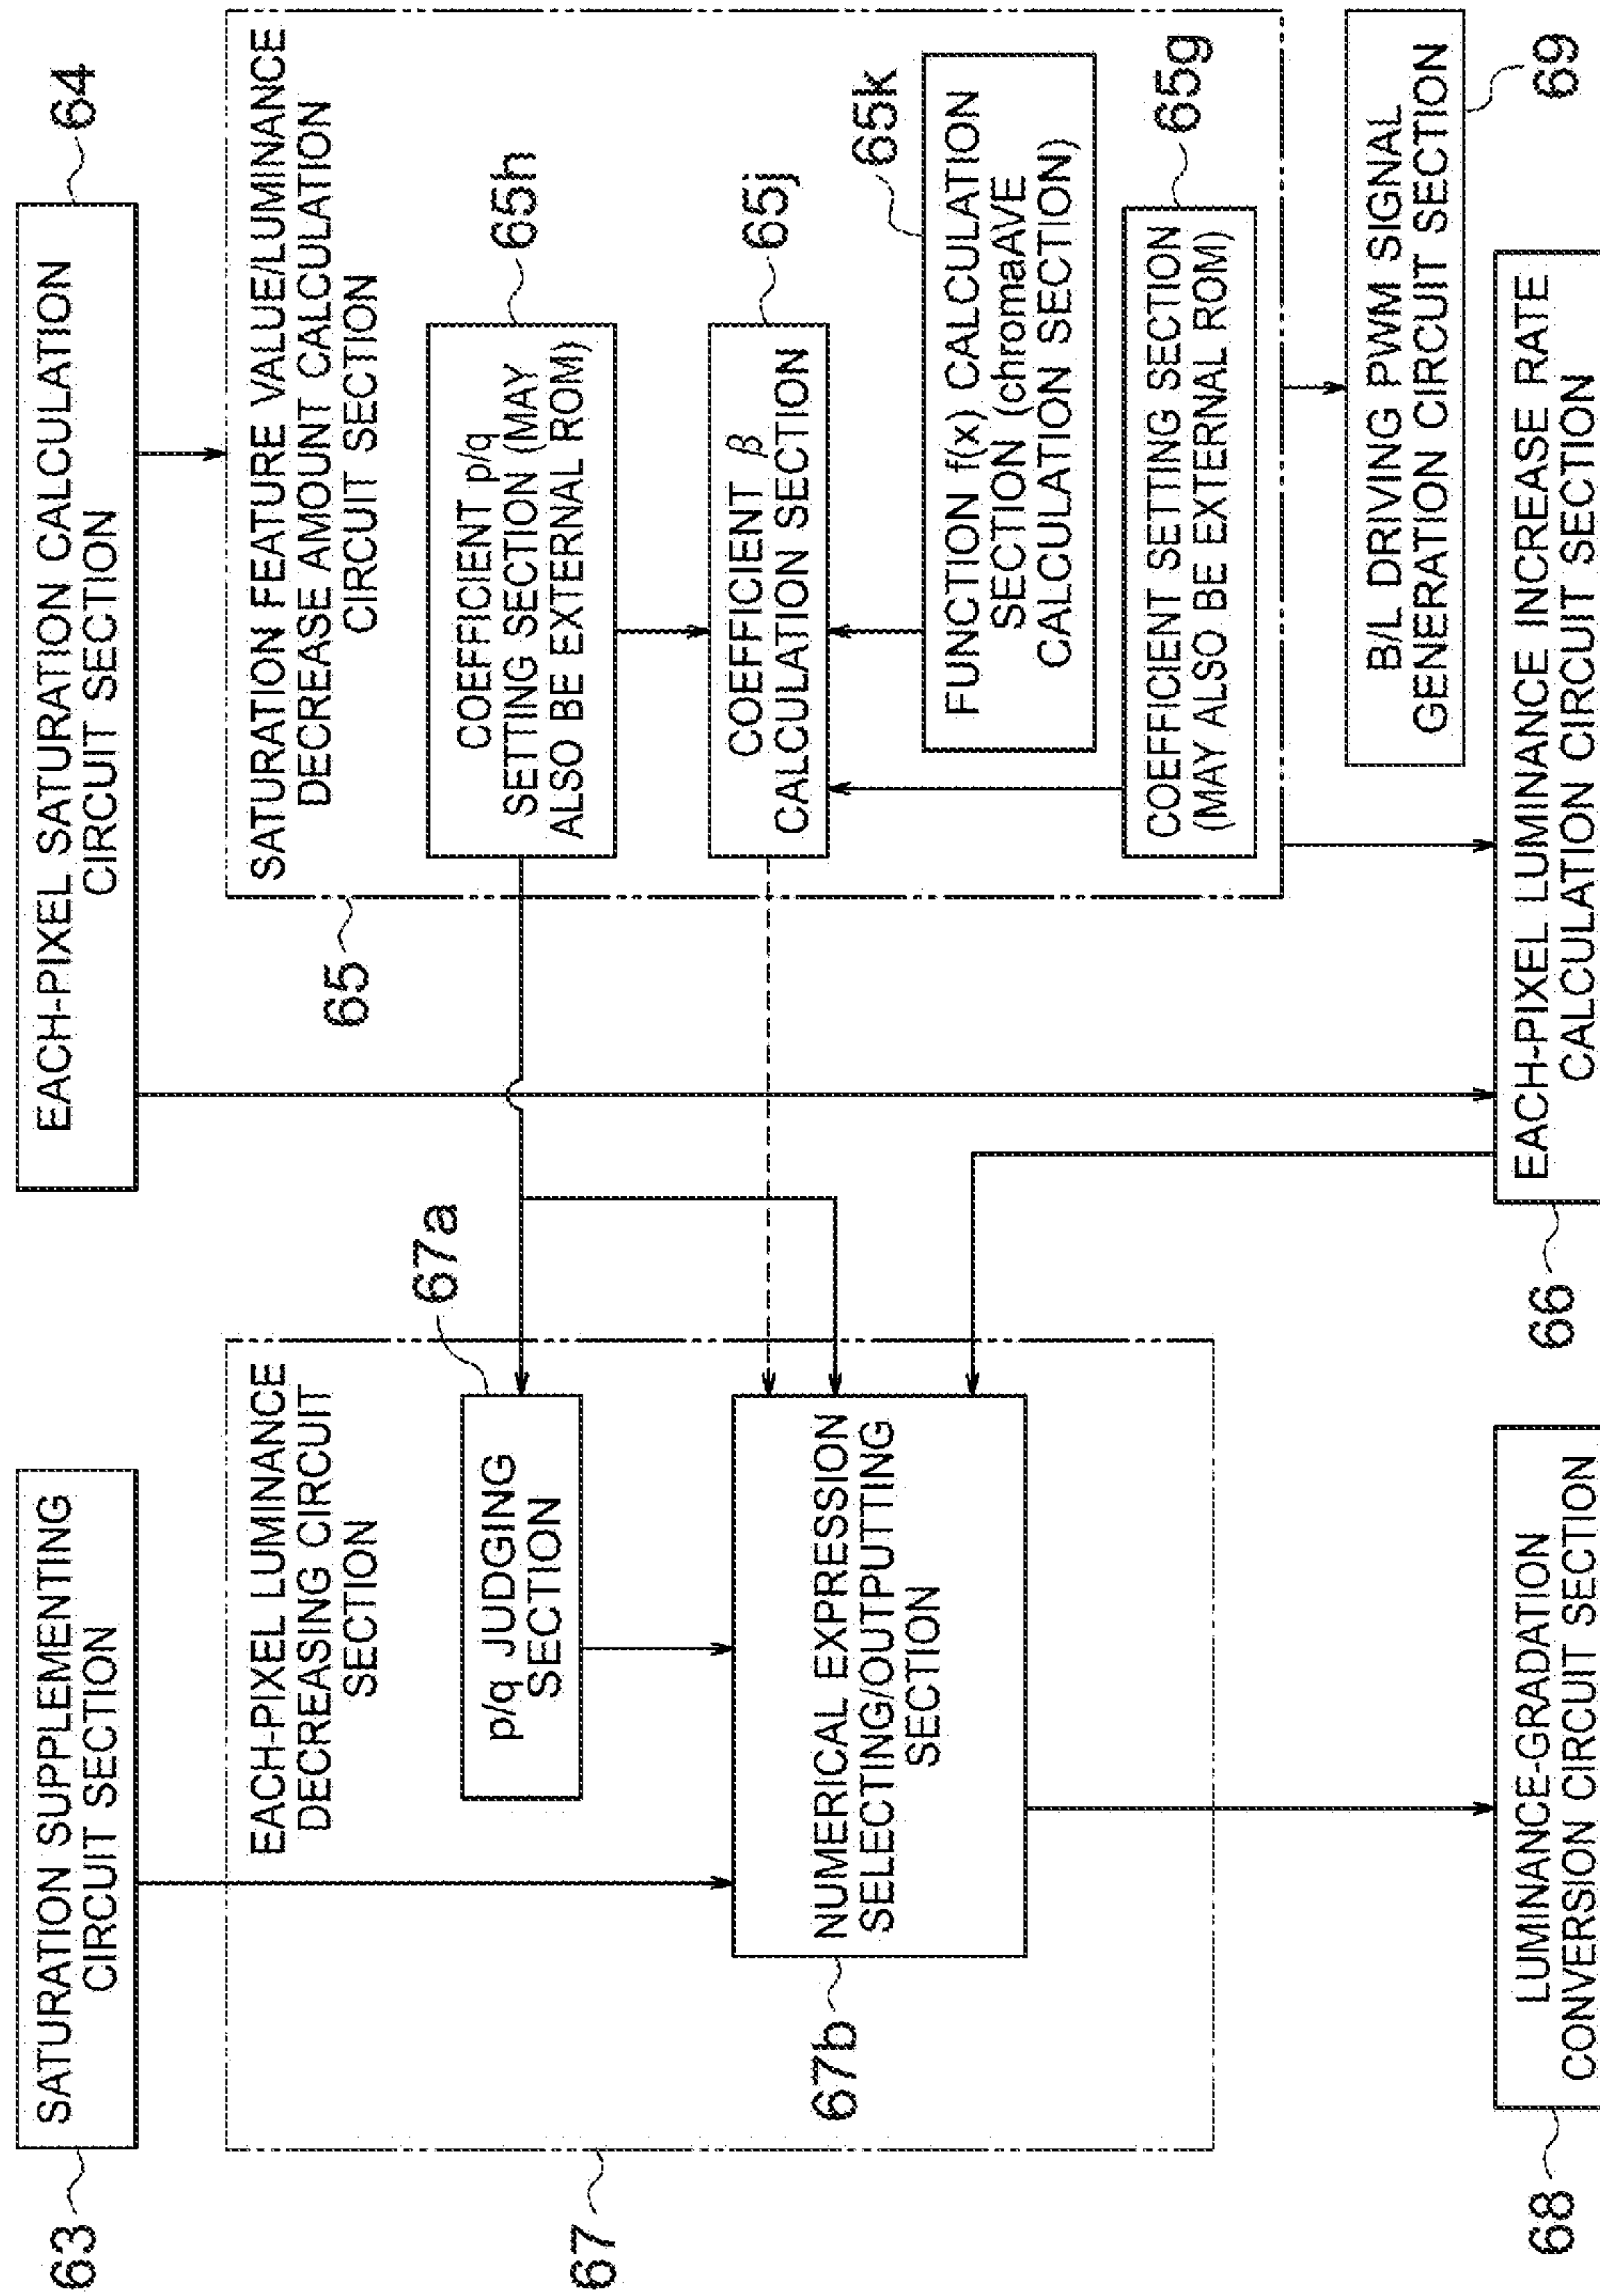 63
SATURATION SUPPLEMENTING
CIRCUIT SECTION
EACH-PIXEL SATURATION CALCULATION
CIRCUIT SECTION
64
67
EACH-PIXEL LUMINANCE
DECREASING CIRCUIT
SECTION
67a
p/q JUDGING
SECTION
67b
NUMERICAL EXPRESSION
SELECTING/OUTPUTTING
SECTION
65
SATURATION FEATURE VALUE/LUMINANCE
DECREASE AMOUNT CALCULATION
CIRCUIT SECTION
COEFFICIENT p/q
SETTING SECTION (MAY
ALSO BE EXTERNAL ROM)
65h
COEFFICIENT β
CALCULATION SECTION
65j
65k
FUNCTION f(x) CALCULATION
SECTION (chromaAVE
CALCULATION SECTION)
COEFFICIENT SETTING SECTION
(MAY ALSO BE EXTERNAL ROM)
65g
B/L DRIVING PWM SIGNAL
GENERATION CIRCUIT SECTION
69
68
LUMINANCE-GRADATION
CONVERSION CIRCUIT SECTION
66
EACH-PIXEL LUMINANCE INCREASE RATE
CALCULATION CIRCUIT SECTION